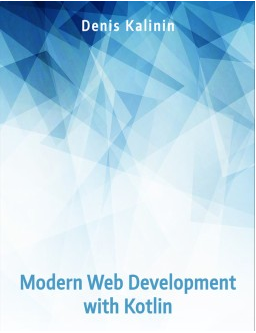 Denis Kalinin
Modern Web Development
with Kotlin